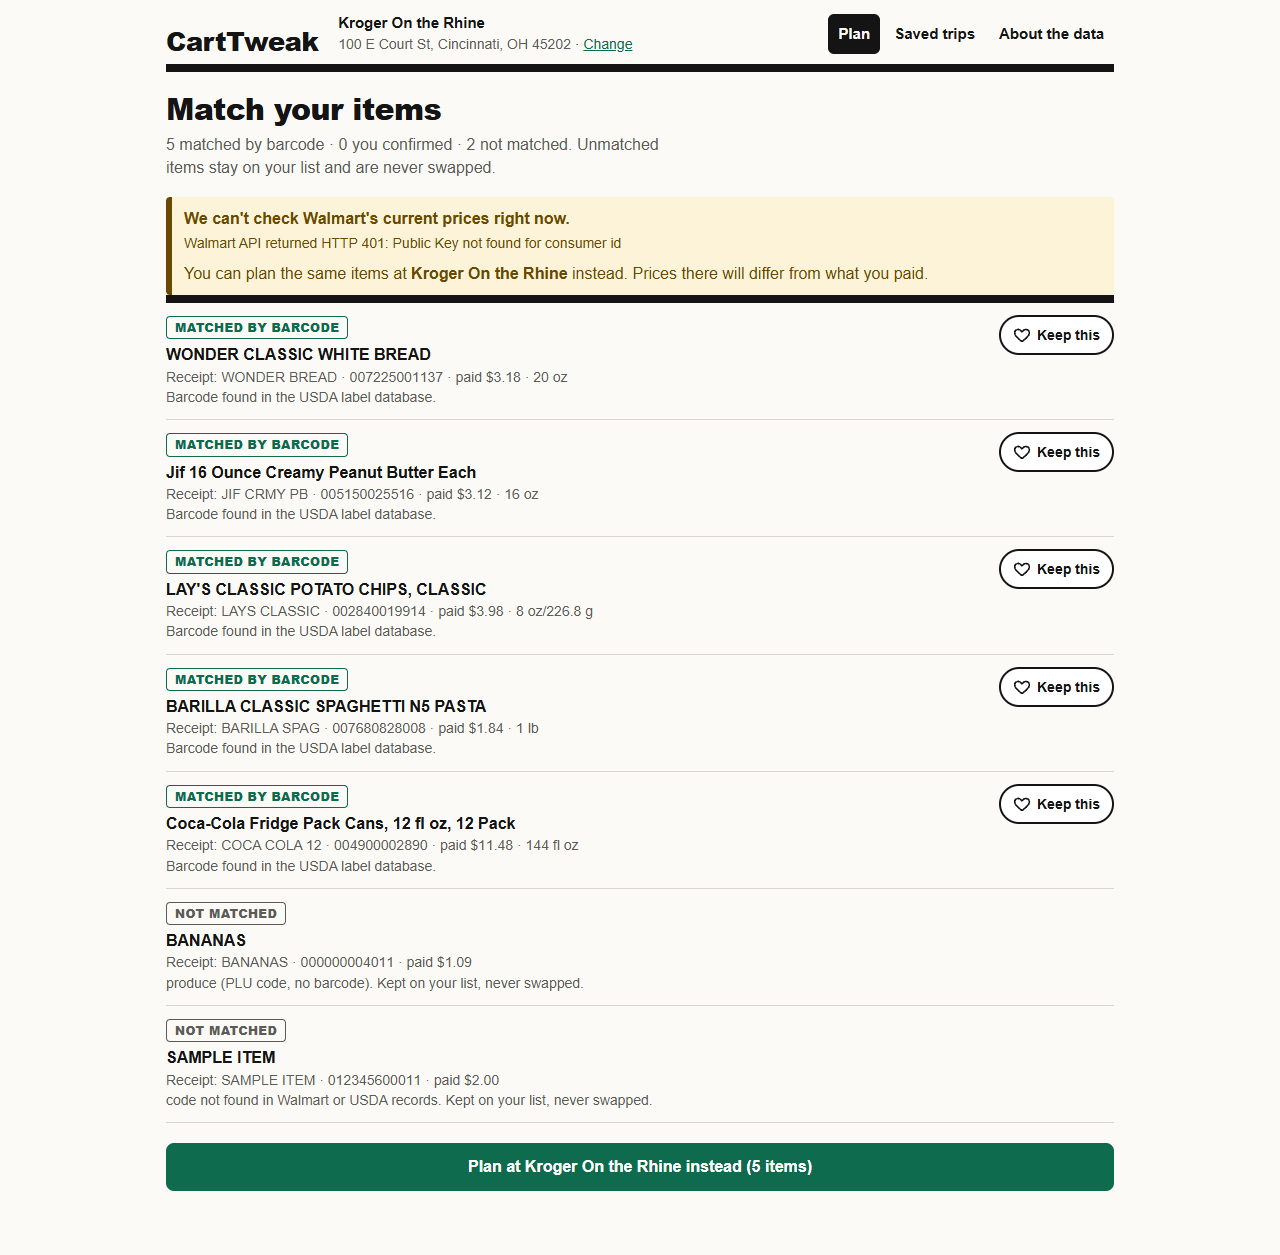 CartTweak
Kroger On the Rhine
100 E Court St, Cincinnati, OH 45202 · Change
Plan
Saved trips
About the data
Match your items
5 matched by barcode · 0 you confirmed · 2 not matched. Unmatched
items stay on your list and are never swapped.
We can't check Walmart's current prices right now.
Walmart API returned HTTP 401: Public Key not found for consumer id
You can plan the same items at Kroger On the Rhine instead. Prices there will differ from what you paid.
MATCHED BY BARCODE
Keep this
WONDER CLASSIC WHITE BREAD
Receipt: WONDER BREAD · 007225001137 · paid $3.18 · 20 oz
Barcode found in the USDA label database.
MATCHED BY BARCODE
Keep this
Jif 16 Ounce Creamy Peanut Butter Each
Receipt: JIF CRMY PB · 005150025516 · paid $3.12 · 16 oz
Barcode found in the USDA label database.
MATCHED BY BARCODE
Keep this
LAY'S CLASSIC POTATO CHIPS, CLASSIC
Receipt: LAYS CLASSIC · 002840019914 · paid $3.98 · 8 oz/226.8 g
Barcode found in the USDA label database.
MATCHED BY BARCODE
Keep this
BARILLA CLASSIC SPAGHETTI N5 PASTA
Receipt: BARILLA SPAG · 007680828008 · paid $1.84 · 1 lb
Barcode found in the USDA label database.
MATCHED BY BARCODE
Keep this
Coca-Cola Fridge Pack Cans, 12 fl oz, 12 Pack
Receipt: COCA COLA 12 · 004900002890 · paid $11.48 · 144 fl oz
Barcode found in the USDA label database.
NOT MATCHED
BANANAS
Receipt: BANANAS · 000000004011 · paid $1.09
produce (PLU code, no barcode). Kept on your list, never swapped.
NOT MATCHED
SAMPLE ITEM
Receipt: SAMPLE ITEM · 012345600011 · paid $2.00
code not found in Walmart or USDA records. Kept on your list, never swapped.
Plan at Kroger On the Rhine instead (5 items)